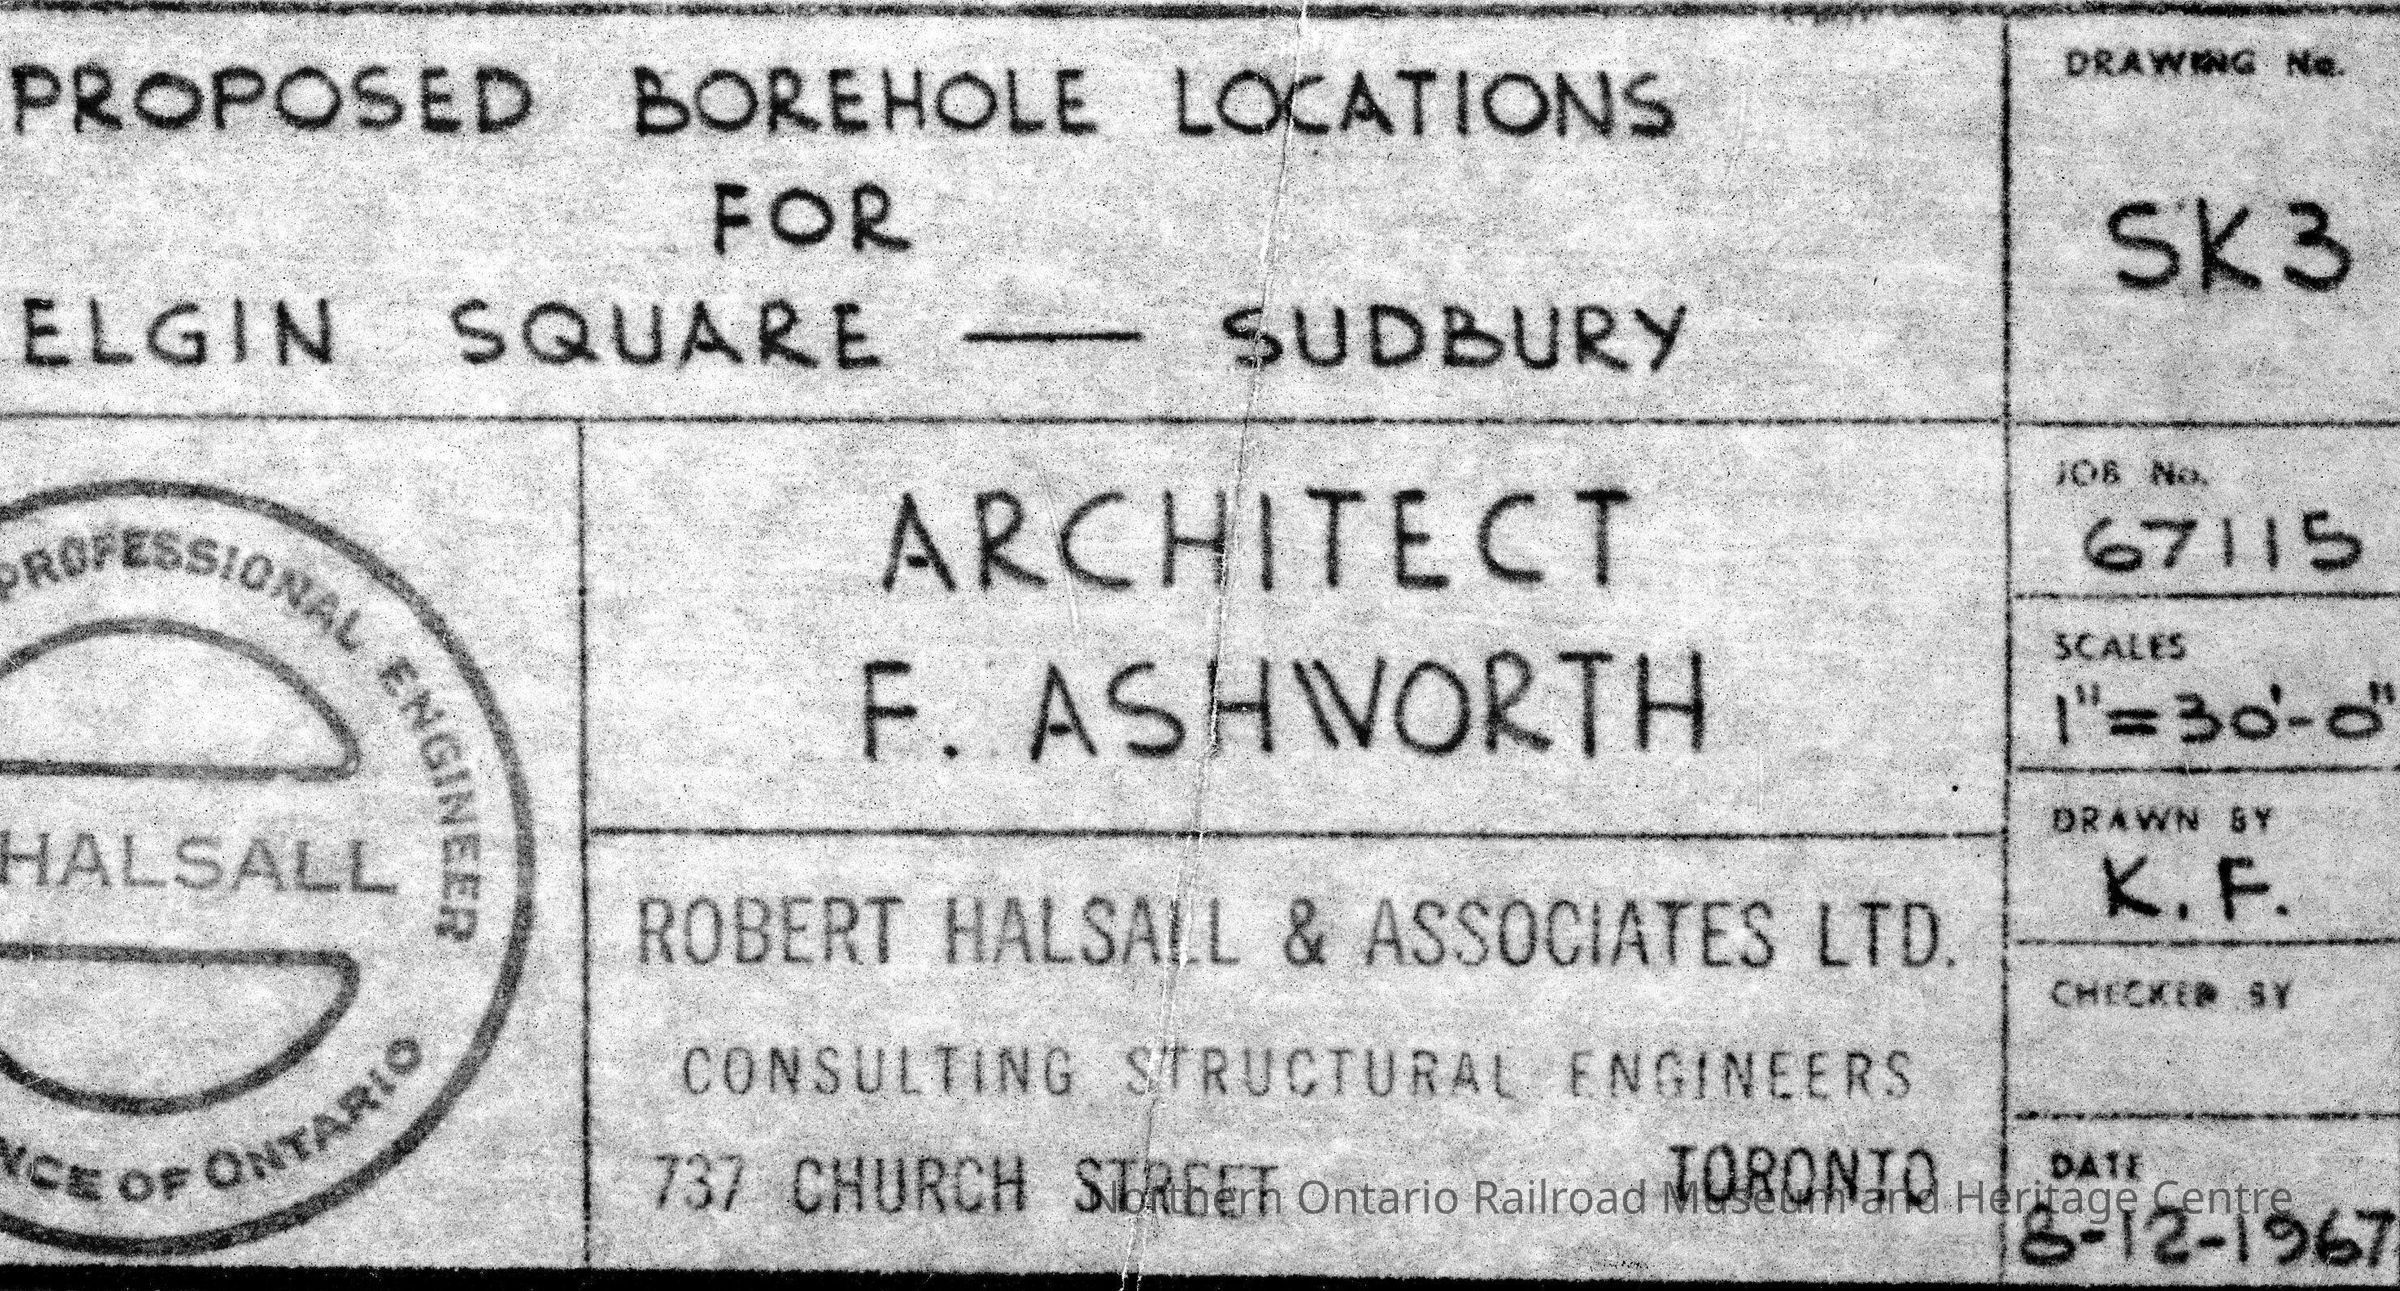 PROPOSED BOREHOLE LOCATIONS
FOR
ELGIN SQUARE — SUDBURY
DRAWING No.
SK3
JOB No.
67115
SCALES
1"=30'-0"
DRAWN BY
K. F.
CHECKED BY
DATE
8-12-1967
ARCHITECT
F. ASHWORTH
PROFESSIONAL ENGINEER
HALSALL
NCE OF ONTARIO
ROBERT HALSALL & ASSOCIATES LTD.
CONSULTING STRUCTURAL ENGINEERS
737 CHURCH STREET TORONTO
Northern Ontario Railroad Museum and Heritage Centre